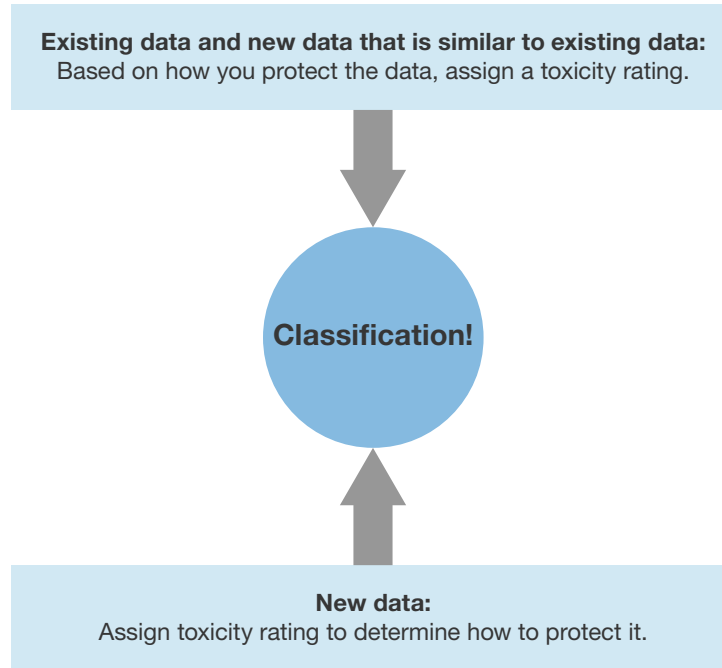 Existing data and new data that is similar to existing data:
Based on how you protect the data, assign a toxicity rating.
Classification!
New data:
Assign toxicity rating to determine how to protect it.